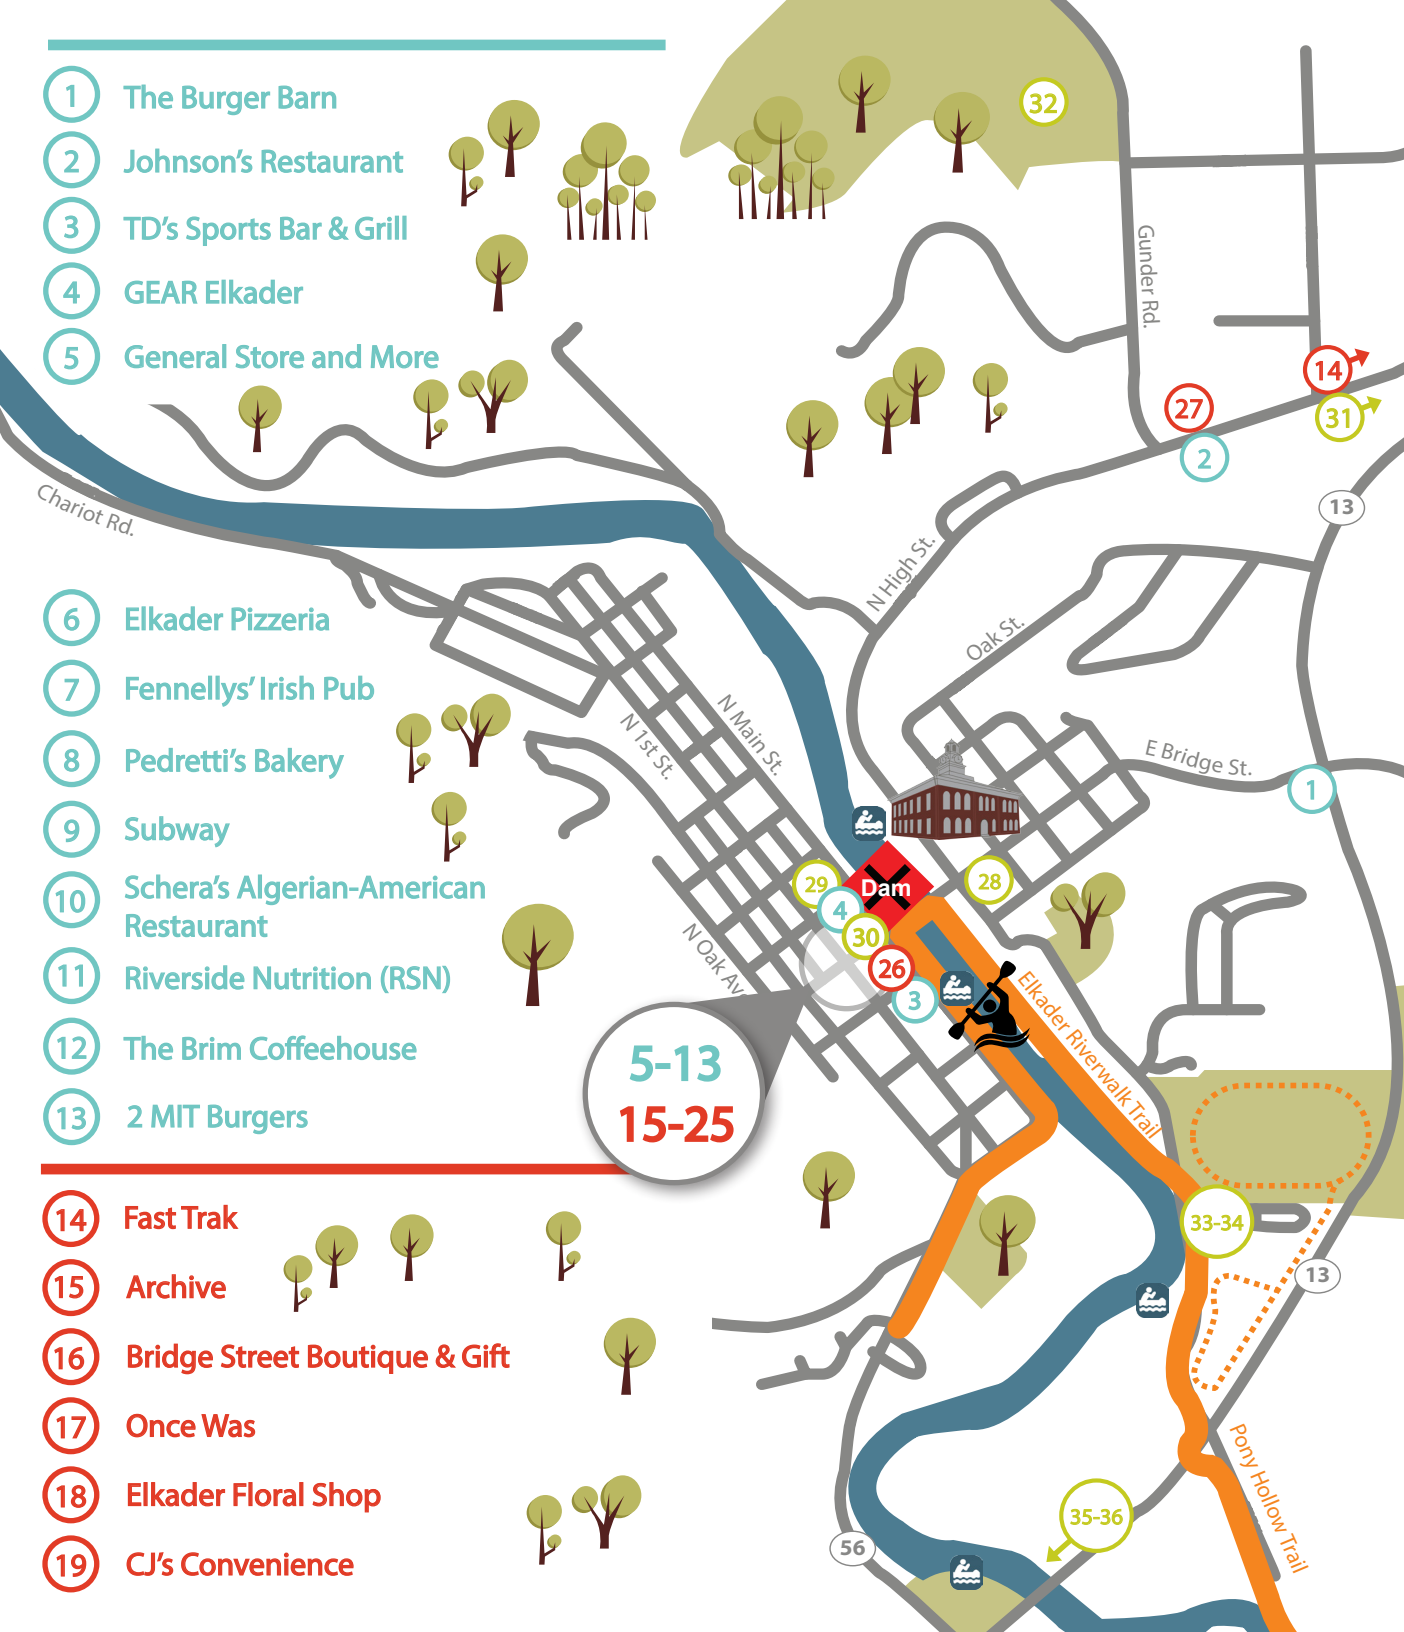 1 The Burger Barn
2 Johnson's Restaurant
3 TD's Sports Bar & Grill
4 GEAR Elkader
5 General Store and More
6 Elkader Pizzeria
7 Fennellys' Irish Pub
8 Pedretti's Bakery
9 Subway
10 Schera's Algerian-American
Restaurant
11 Riverside Nutrition (RSN)
12 The Brim Coffeehouse
13 2 MIT Burgers
14 Fast Trak
15 Archive
16 Bridge Street Boutique & Gift
17 Once Was
18 Elkader Floral Shop
19 CJ's Convenience
32
Gunder Rd.
14
27
31
2
13
Chariot Rd.
N High St.
Oak St.
N Main St.
N 1st St.
E Bridge St.
1
29
Dam
28
4
30
26
3
N Oak Av
5-13
15-25
Elkader Riverwalk Trail
33-34
13
Pony Hollow Trail
35-36
56